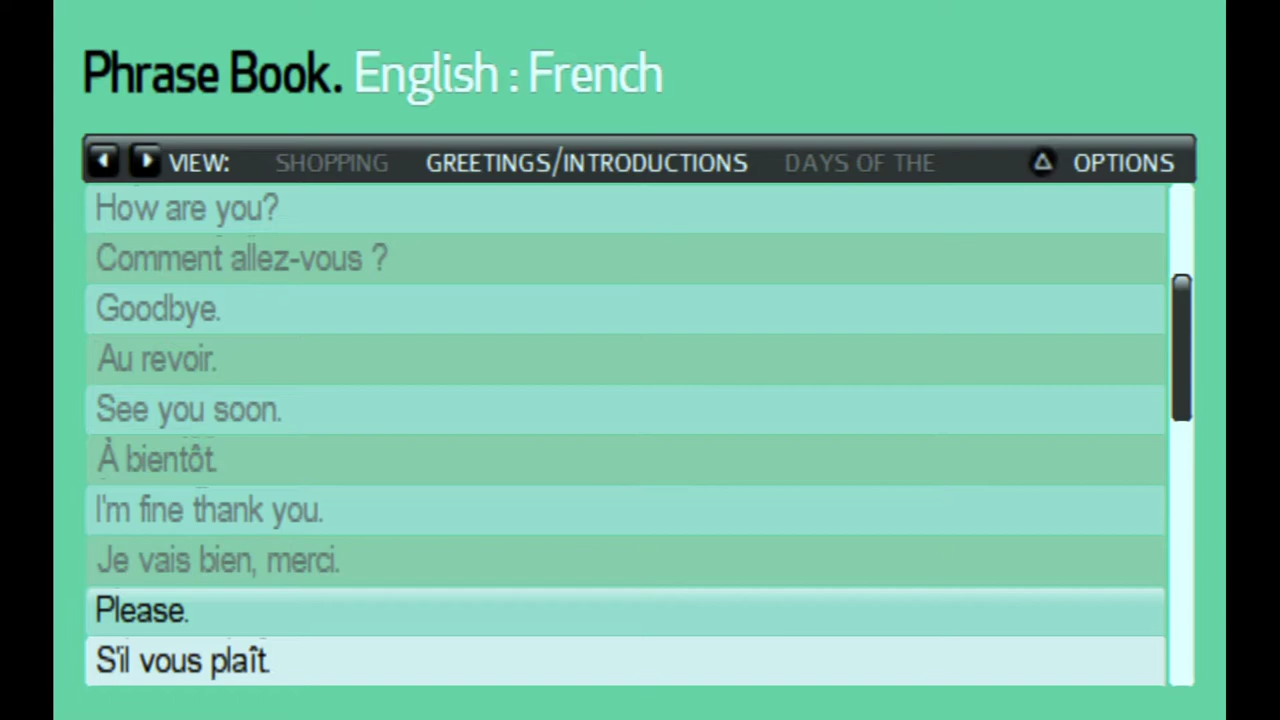 Phrase Book. English : French
VIEW: SHOPPING GREETINGS/INTRODUCTIONS DAYS OF THE OPTIONS
How are you?
Comment allez-vous ?
Goodbye.
Au revoir.
See you soon.
À bientôt.
I'm fine thank you.
Je vais bien, merci.
Please.
S'il vous plaît.